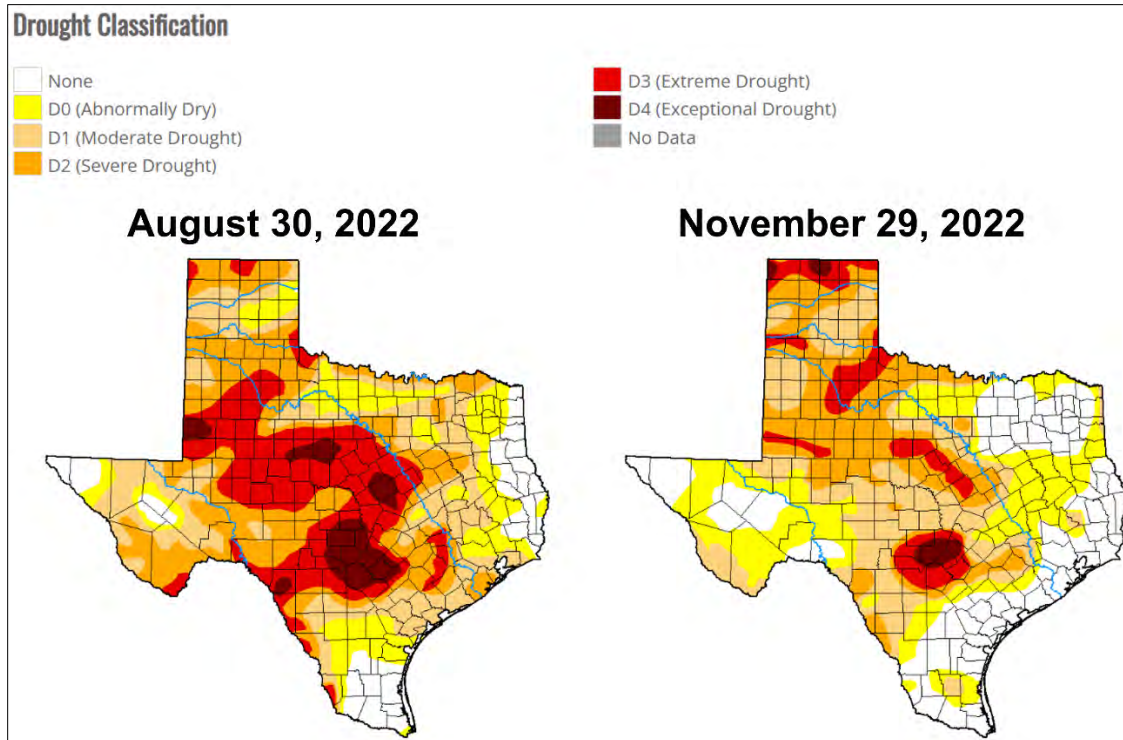 Drought Classification
None
D0 (Abnormally Dry)
D1 (Moderate Drought)
D2 (Severe Drought)
D3 (Extreme Drought)
D4 (Exceptional Drought)
No Data
August 30, 2022
November 29, 2022